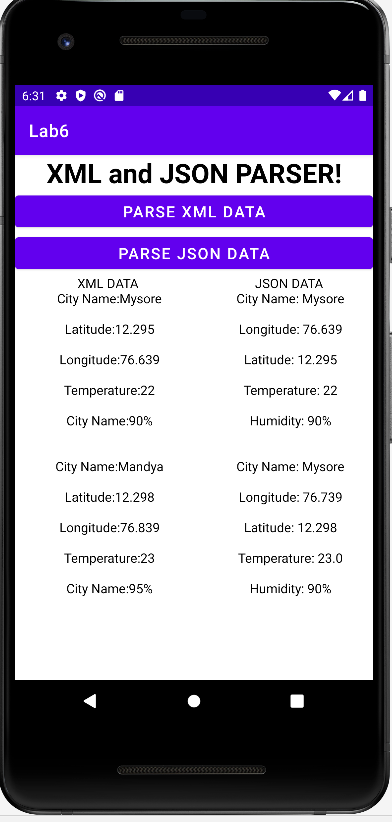 6:31
Lab6
XML and JSON PARSER!
PARSE XML DATA
PARSE JSON DATA
XML DATA
City Name:Mysore
Latitude:12.295
Longitude:76.639
Temperature:22
City Name:90%
City Name:Mandya
Latitude:12.298
Longitude:76.839
Temperature:23
City Name:95%
JSON DATA
City Name: Mysore
Longitude: 76.639
Latitude: 12.295
Temperature: 22
Humidity: 90%
City Name: Mysore
Longitude: 76.739
Latitude: 12.298
Temperature: 23.0
Humidity: 90%